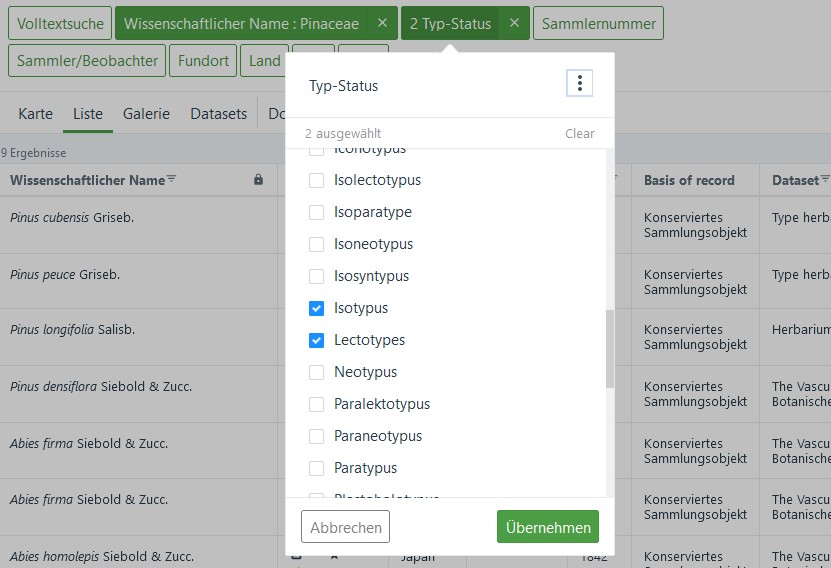 Volltextsuche Wissenschaftlicher Name : Pinaceae × 2 Typ-Status × Sammlernummer
Sammler/Beobachter Fundort Land
Karte Liste Galerie Datasets
9 Ergebnisse
Typ-Status
2 ausgewählt Clear
Iconotypus
Isolectotypus
Isoparatype
Isoneotypus
Isosyntypus
Isotypus
Lectotypes
Neotypus
Paralektotypus
Paraneotypus
Paratypus
Abbrechen Übernehmen
Wissenschaftlicher Name Basis of record Dataset
Pinus cubensis Griseb. Konserviertes Type herb
Sammlungsobjekt
Pinus peuce Griseb. Konserviertes Type herb
Sammlungsobjekt
Pinus longifolia Salisb. Konserviertes Herbarium
Sammlungsobjekt
Pinus densiflora Siebold & Zucc. Konserviertes The Vascu
Sammlungsobjekt Botanische
Abies firma Siebold & Zucc. Konserviertes The Vascu
Sammlungsobjekt Botanische
Abies firma Siebold & Zucc. Konserviertes The Vascu
Sammlungsobjekt Botanische
Abies homolepis Siebold & Zucc. Japan 1842 Konserviertes The Vascu
Sammlungsobjekt Botanische